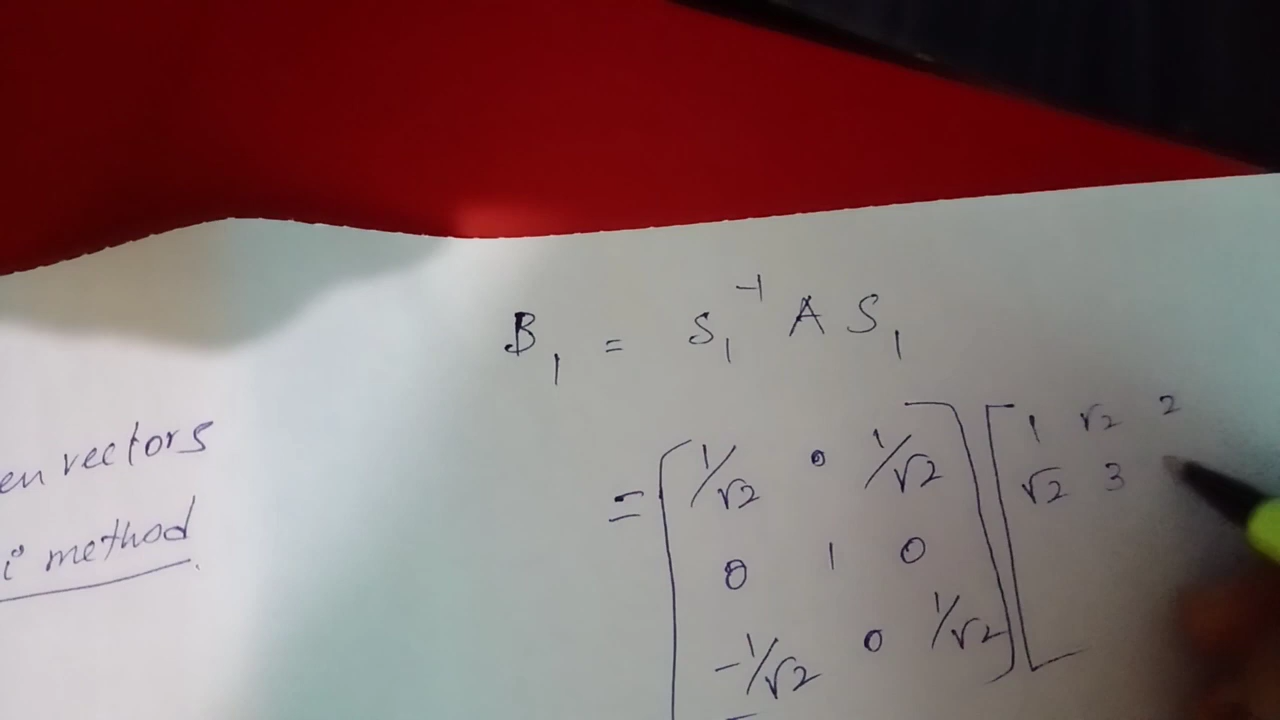 B₁ = S₁⁻¹ A S₁
en vectors
i method
= [ 1/√2 0 1/√2 ] [ 1 √2 2
0 1 0 √2 3
-1/√2 0 1/√2